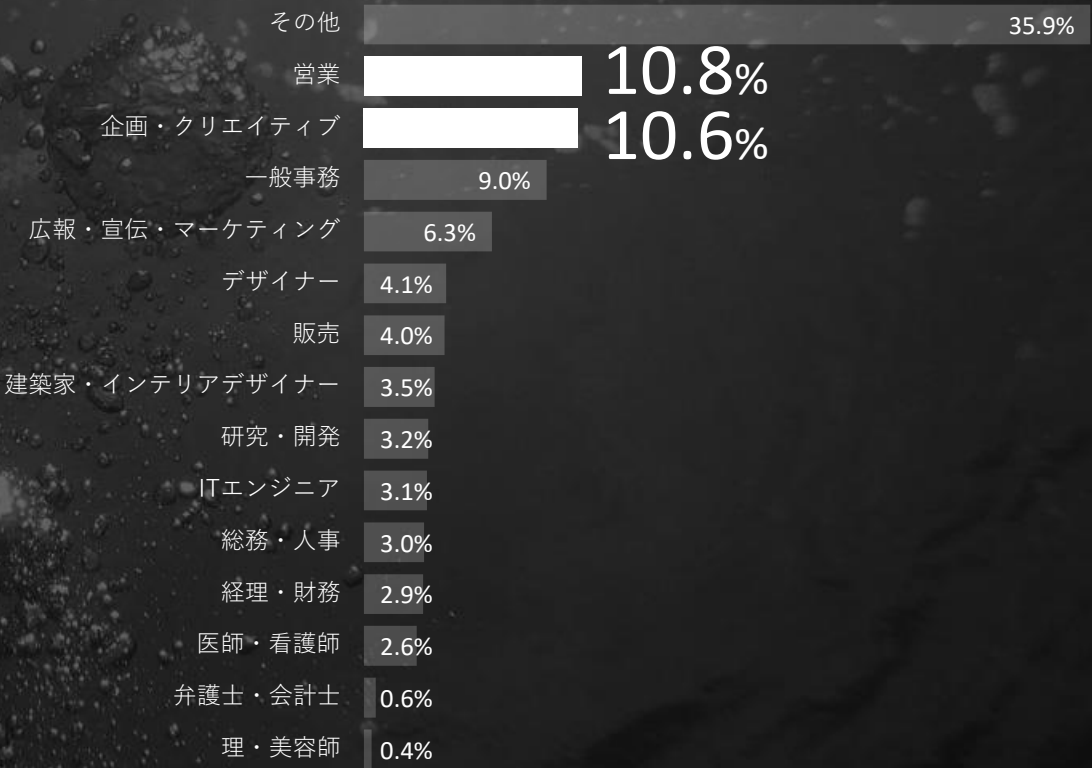 その他 35.9%
営業 10.8%
企画・クリエイティブ 10.6%
一般事務 9.0%
広報・宣伝・マーケティング 6.3%
デザイナー 4.1%
販売 4.0%
建築家・インテリアデザイナー 3.5%
研究・開発 3.2%
ITエンジニア 3.1%
総務・人事 3.0%
経理・財務 2.9%
医師・看護師 2.6%
弁護士・会計士 0.6%
理・美容師 0.4%